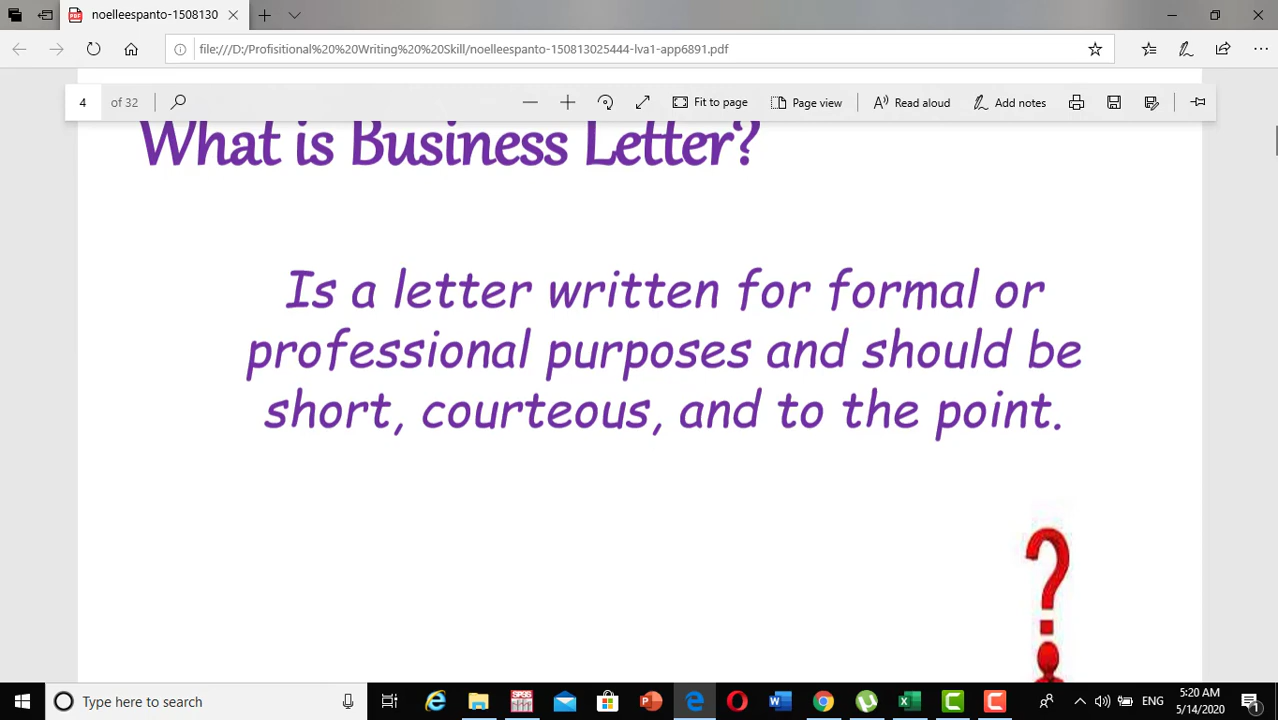 noelleespanto-1508130
file:///D:/Profisitional%20%20Writing%20%20Skill/noelleespanto-150813025444-lva1-app6891.pdf
4 of 32 Fit to page Page view Read aloud Add notes
What is Business Letter?
Is a letter written for formal or
professional purposes and should be
short, courteous, and to the point.
Type here to search
ENG
5:20 AM
5/14/2020